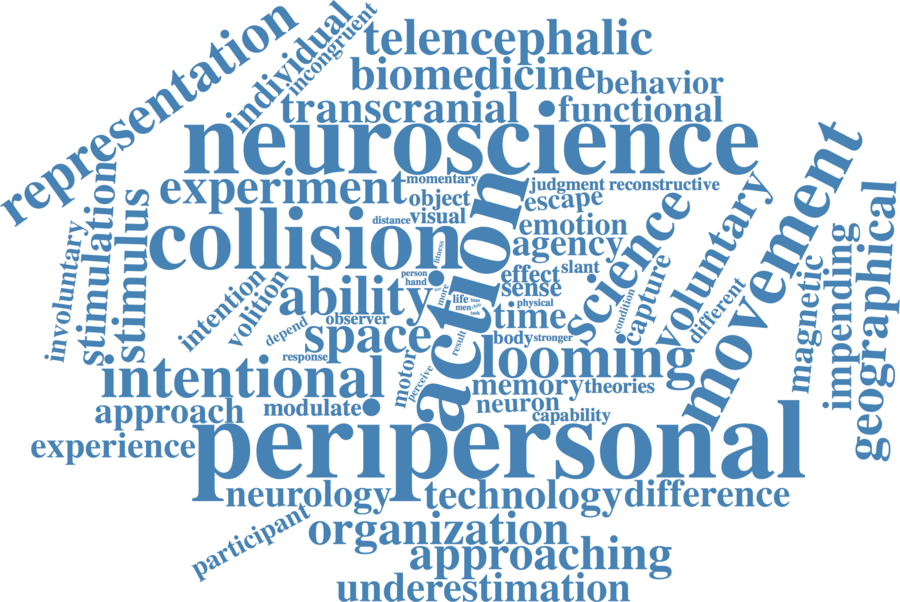 representation
individual
incongruent
telencephalic
biomedicine
behavior
transcranial
functional
neuroscience
experiment
momentary
object
judgment
reconstructive
escape
visual
distance
stimulation
stimulus
involuntary
collision
action
emotion
agency
science
voluntary
movement
geographical
impending
magnetic
different
capture
condition
fitness
person
hand
effect
slant
sense
intention
volition
ability
more
life
men
physical
time
depend
observer
space
result
body
stronger
response
looming
intentional
motor
perceive
memory
theories
approach
modulate
neuron
capability
experience
peripersonal
neurology
technology
difference
participant
organization
approaching
underestimation